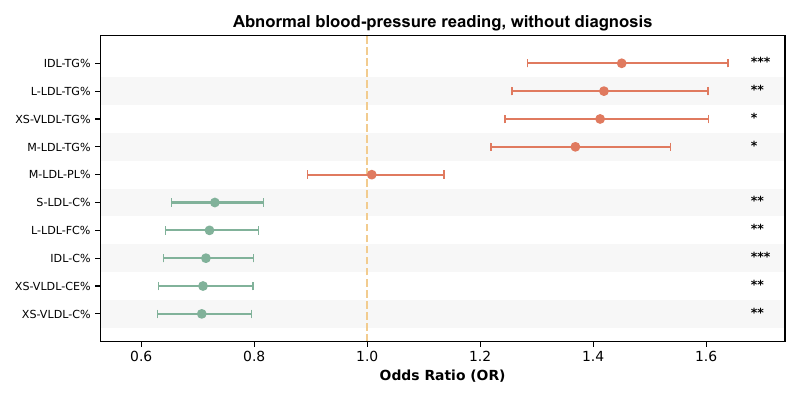 Abnormal blood-pressure reading, without diagnosis
IDL-TG% ***
L-LDL-TG% **
XS-VLDL-TG% *
M-LDL-TG% *
M-LDL-PL%
S-LDL-C% **
L-LDL-FC% **
IDL-C% ***
XS-VLDL-CE% **
XS-VLDL-C% **
0.6 0.8 1.0 1.2 1.4 1.6
Odds Ratio (OR)